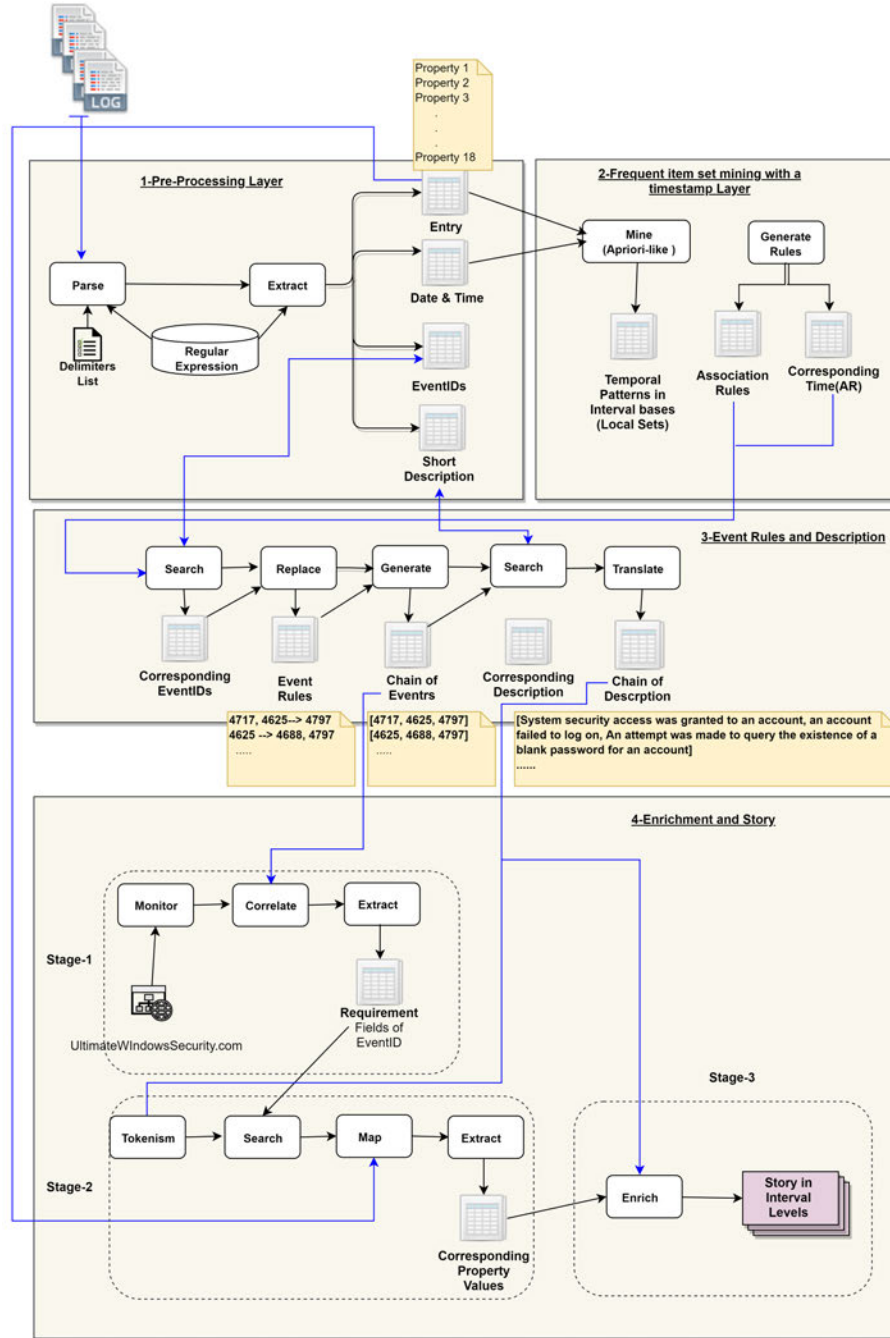 LOG
Property 1
Property 2
Property 3
.
.
.
Property 18
1-Pre-Processing Layer
Entry
Parse
Extract
Date & Time
Delimiters
List
Regular
Expression
EventIDs
Short
Description
2-Frequent item set mining with a
timestamp Layer
Mine
(Apriori-like )
Generate
Rules
Temporal
Patterns in
Interval bases
(Local Sets)
Association
Rules
Corresponding
Time(AR)
3-Event Rules and Description
Search
Replace
Generate
Search
Translate
Corresponding
EventIDs
Event
Rules
Chain of
Eventrs
Corresponding
Description
Chain of
Descrption
4717, 4625--> 4797
4625 --> 4688, 4797
.....
[4717, 4625, 4797]
[4625, 4688, 4797]
.....
[System security access was granted to an account, an account
failed to log on, An attempt was made to query the existence of a
blank password for an account]
......
4-Enrichment and Story
Monitor
Correlate
Extract
Stage-1
UltimateWIndowsSecurity.com
Requirement
Fields of
EventID
Stage-3
Tokenism
Search
Map
Extract
Stage-2
Corresponding
Property
Values
Enrich
Story in
Interval
Levels